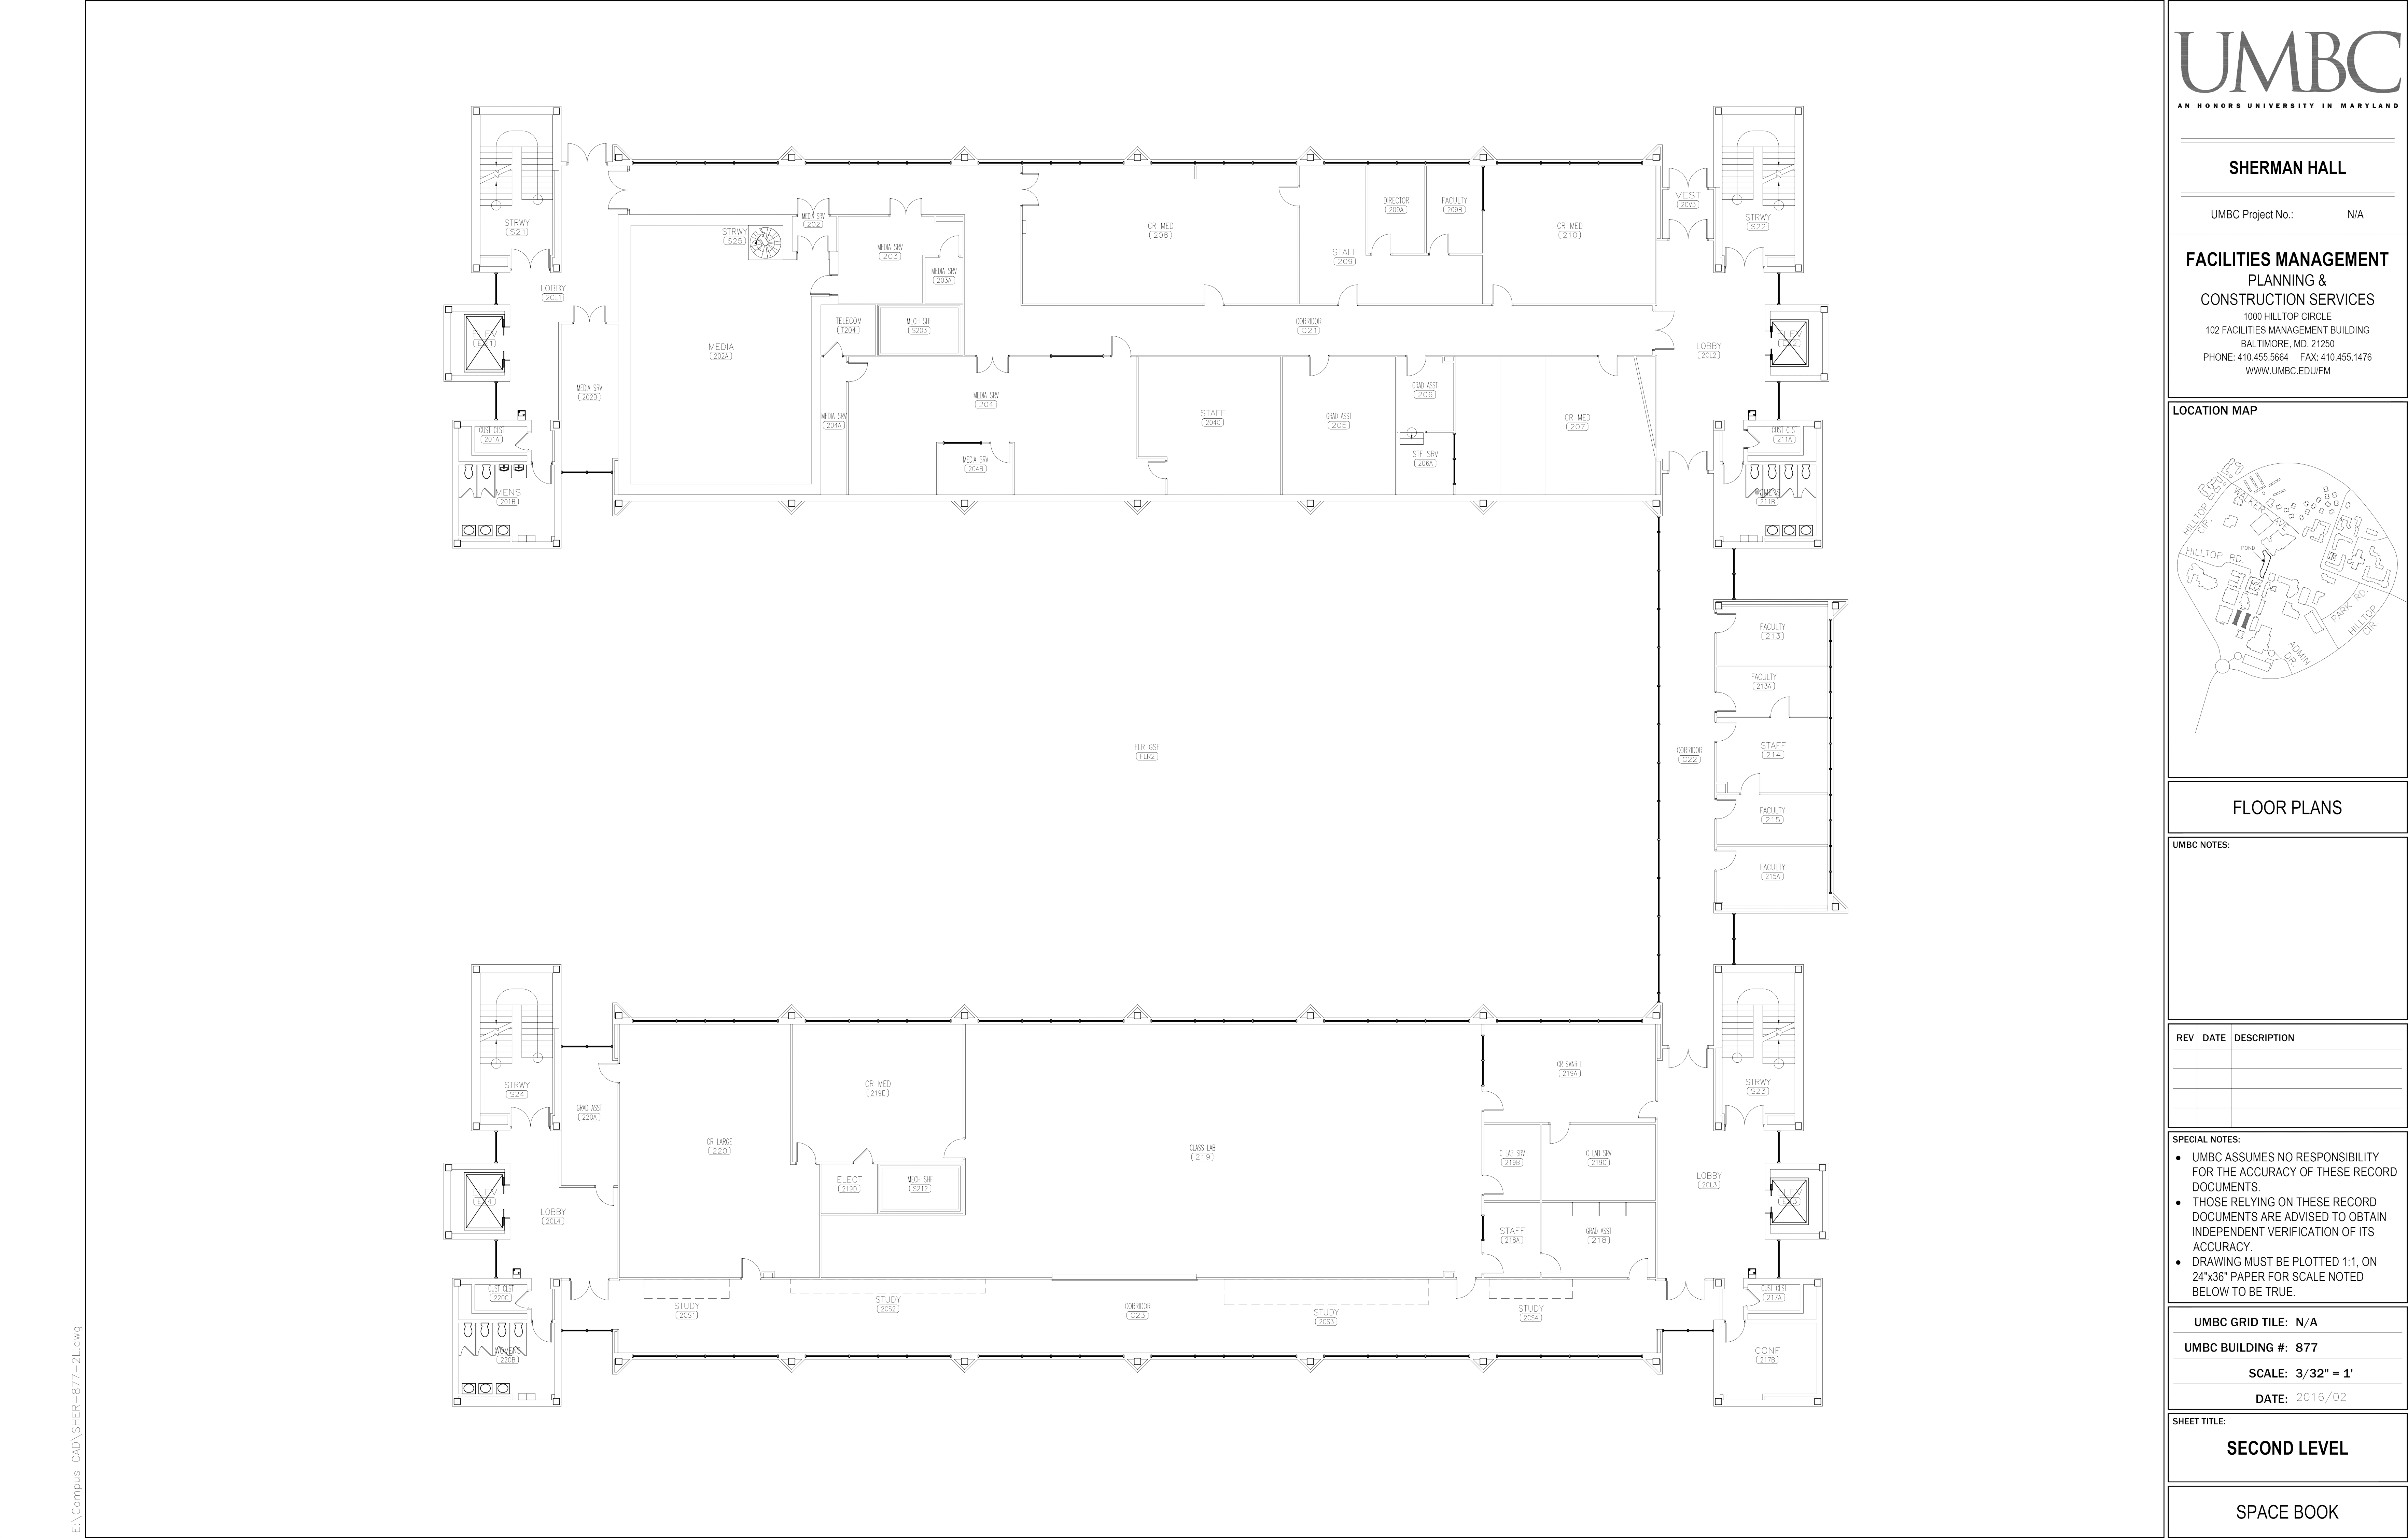 STRWY
S21
LOBBY
2CL1
MEDIA SRV
202B
CUST CLST
201A
MENS
201B
STRWY
S25
MEDIA SRV
202
MEDIA SRV
203
MEDIA SRV
203A
TELECOM
T204
MECH SHF
S203
MEDIA
202A
MEDIA SRV
204A
MEDIA SRV
204
MEDIA SRV
204B
STAFF
204C
GRAD ASST
205
GRAD ASST
206
STF SRV
206A
CR MED
207
CR MED
208
STAFF
209
DIRECTOR
209A
FACULTY
209B
CR MED
210
CORRIDOR
C21
VEST
2CV3
STRWY
S22
LOBBY
2CL2
ELEV
ELEV
CUST CLST
211A
WOMENS
211B
FLR GSF
FLR2
CORRIDOR
C22
FACULTY
213
FACULTY
213A
STAFF
214
FACULTY
215
FACULTY
215A
STRWY
S24
GRAD ASST
220A
ELEV
LOBBY
2CL4
CUST CLST
220C
WOMENS
220B
CR LARGE
220
CR MED
219E
ELECT
219D
MECH SHF
S212
CLASS LAB
219
CR SMNR L
219A
C LAB SRV
219B
C LAB SRV
219C
STAFF
218A
GRAD ASST
218
STUDY
2CS1
STUDY
2CS2
CORRIDOR
C23
STUDY
2CS3
STUDY
2CS4
STRWY
S23
LOBBY
2CL3
ELEV
CUST CLST
217A
CONF
217B
E:\Campus CAD\SHER-877-2L.dwg
UMBC
AN HONORS UNIVERSITY IN MARYLAND
SHERMAN HALL
UMBC Project No.: N/A
FACILITIES MANAGEMENT
PLANNING &
CONSTRUCTION SERVICES
1000 HILLTOP CIRCLE
102 FACILITIES MANAGEMENT BUILDING
BALTIMORE, MD. 21250
PHONE: 410.455.5664 FAX: 410.455.1476
WWW.UMBC.EDU/FM
LOCATION MAP
HILLTOP CIR.
WALKER AVE
POND
HILLTOP RD.
PARK RD.
HILLTOP CIR.
ADMIN DR.
FLOOR PLANS
UMBC NOTES:
REV DATE DESCRIPTION
SPECIAL NOTES:
● UMBC ASSUMES NO RESPONSIBILITY
FOR THE ACCURACY OF THESE RECORD
DOCUMENTS.
● THOSE RELYING ON THESE RECORD
DOCUMENTS ARE ADVISED TO OBTAIN
INDEPENDENT VERIFICATION OF ITS
ACCURACY.
● DRAWING MUST BE PLOTTED 1:1, ON
24"x36" PAPER FOR SCALE NOTED
BELOW TO BE TRUE.
UMBC GRID TILE: N/A
UMBC BUILDING #: 877
SCALE: 3/32" = 1'
DATE: 2016/02
SHEET TITLE:
SECOND LEVEL
SPACE BOOK